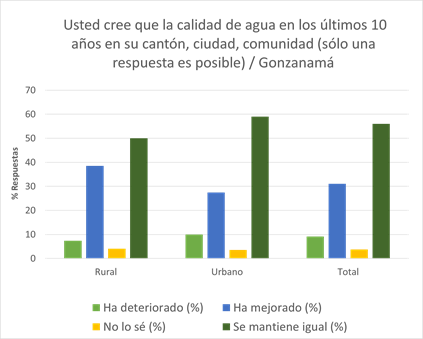 Usted cree que la calidad de agua en los últimos 10
años en su cantón, ciudad, comunidad (sólo una
respuesta es posible) / Gonzanamá
% Respuestas
70
60
50
40
30
20
10
0
Rural Urbano Total
Ha deteriorado (%) Ha mejorado (%)
No lo sé (%) Se mantiene igual (%)